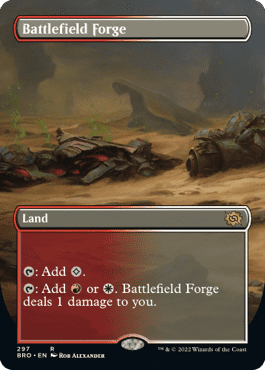 Battlefield Forge
Land
: Add .
: Add or . Battlefield Forge
deals 1 damage to you.
297 R
BRO • EN Rob Alexander
™ & © 2022 Wizards of the Coast